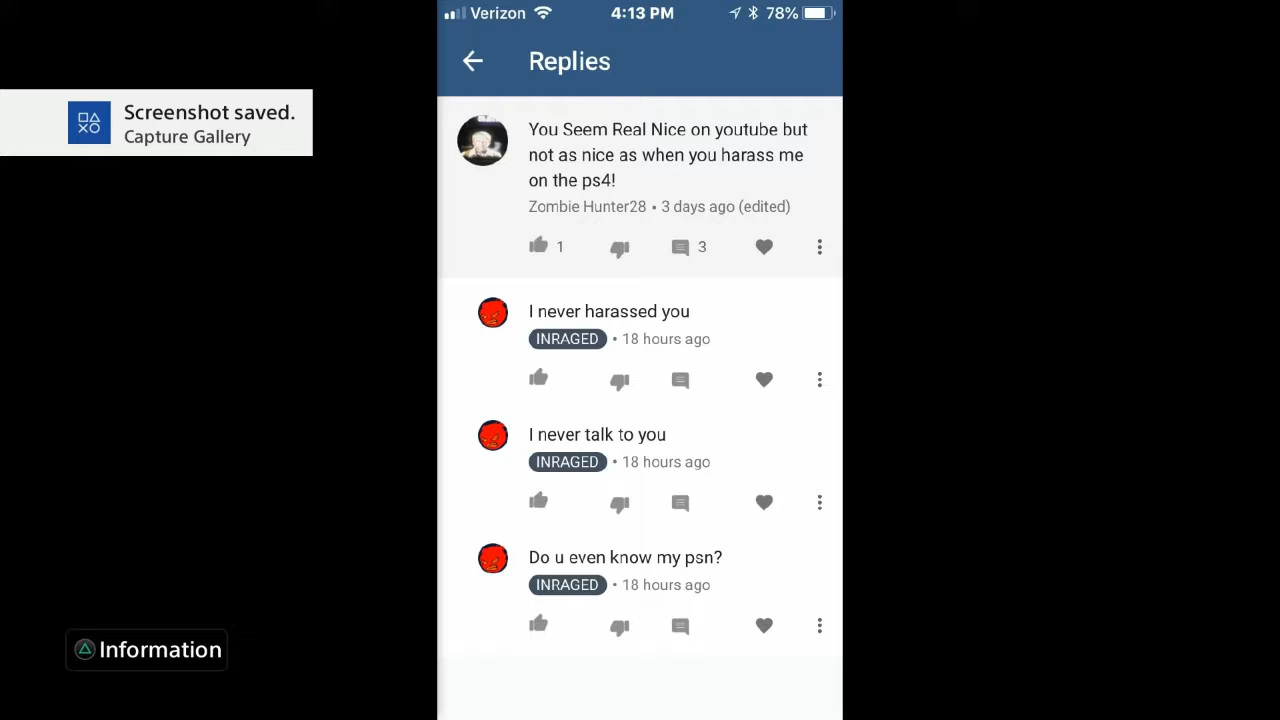 Verizon 4:13 PM 78%
Replies
Screenshot saved.
Capture Gallery
You Seem Real Nice on youtube but
not as nice as when you harass me
on the ps4!
Zombie Hunter28 • 3 days ago (edited)
1 3
I never harassed you
INRAGED • 18 hours ago
I never talk to you
INRAGED • 18 hours ago
Do u even know my psn?
INRAGED • 18 hours ago
Information